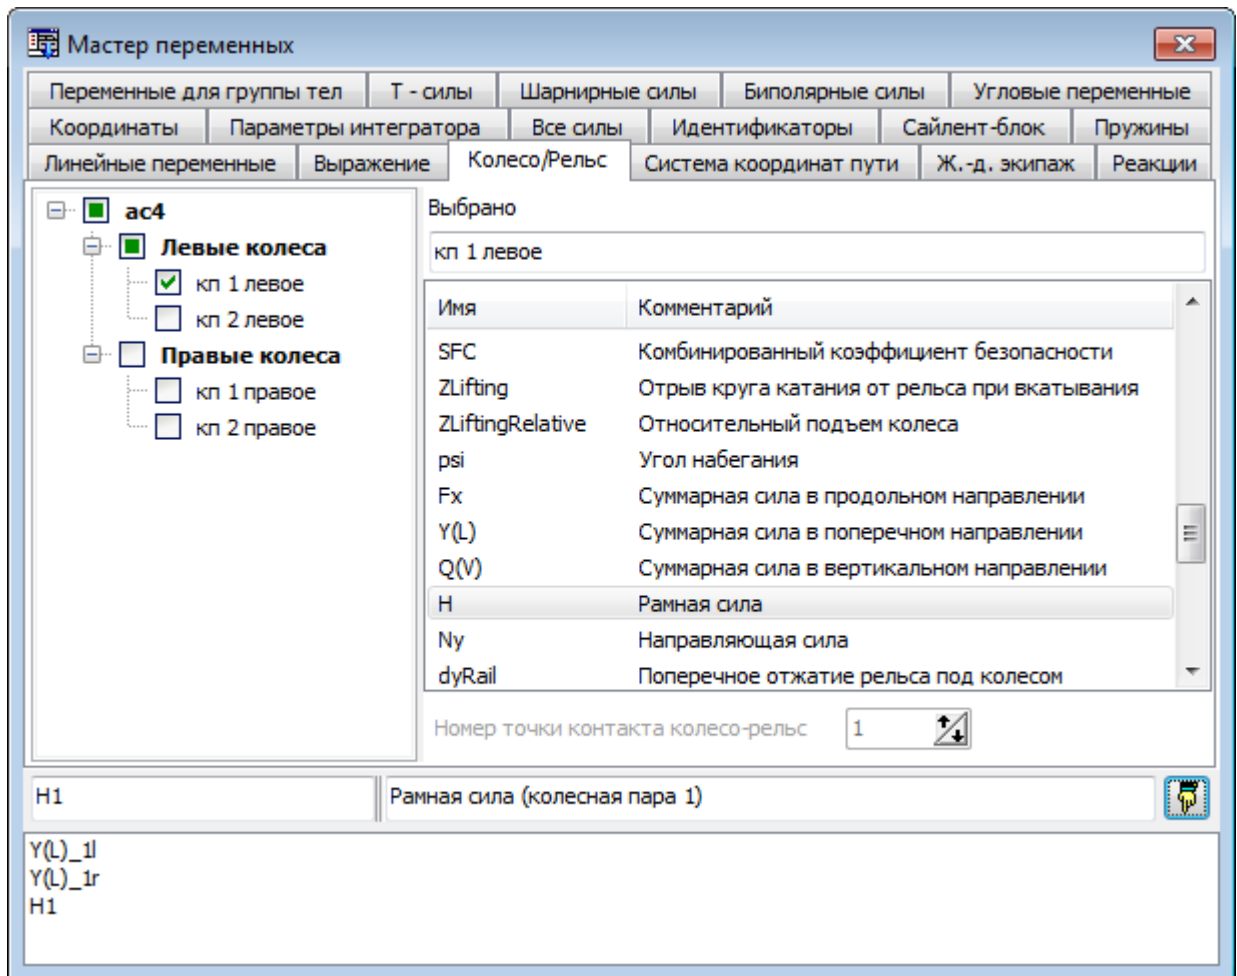 Мастер переменных
Переменные для группы тел Т - силы Шарнирные силы Биполярные силы Угловые переменные
Координаты Параметры интегратора Все силы Идентификаторы Сайлент-блок Пружины
Линейные переменные Выражение Колесо/Рельс Система координат пути Ж.-д. экипаж Реакции
ac4
Левые колеса
кп 1 левое
кп 2 левое
Правые колеса
кп 1 правое
кп 2 правое
Выбрано
кп 1 левое
Имя Комментарий
SFC Комбинированный коэффициент безопасности
ZLifting Отрыв круга катания от рельса при вкатывания
ZLiftingRelative Относительный подъем колеса
psi Угол набегания
Fx Суммарная сила в продольном направлении
Y(L) Суммарная сила в поперечном направлении
Q(V) Суммарная сила в вертикальном направлении
H Рамная сила
Ny Направляющая сила
dyRail Поперечное отжатие рельса под колесом
Номер точки контакта колесо-рельс 1
H1 Рамная сила (колесная пара 1)
Y(L)_1l
Y(L)_1r
H1